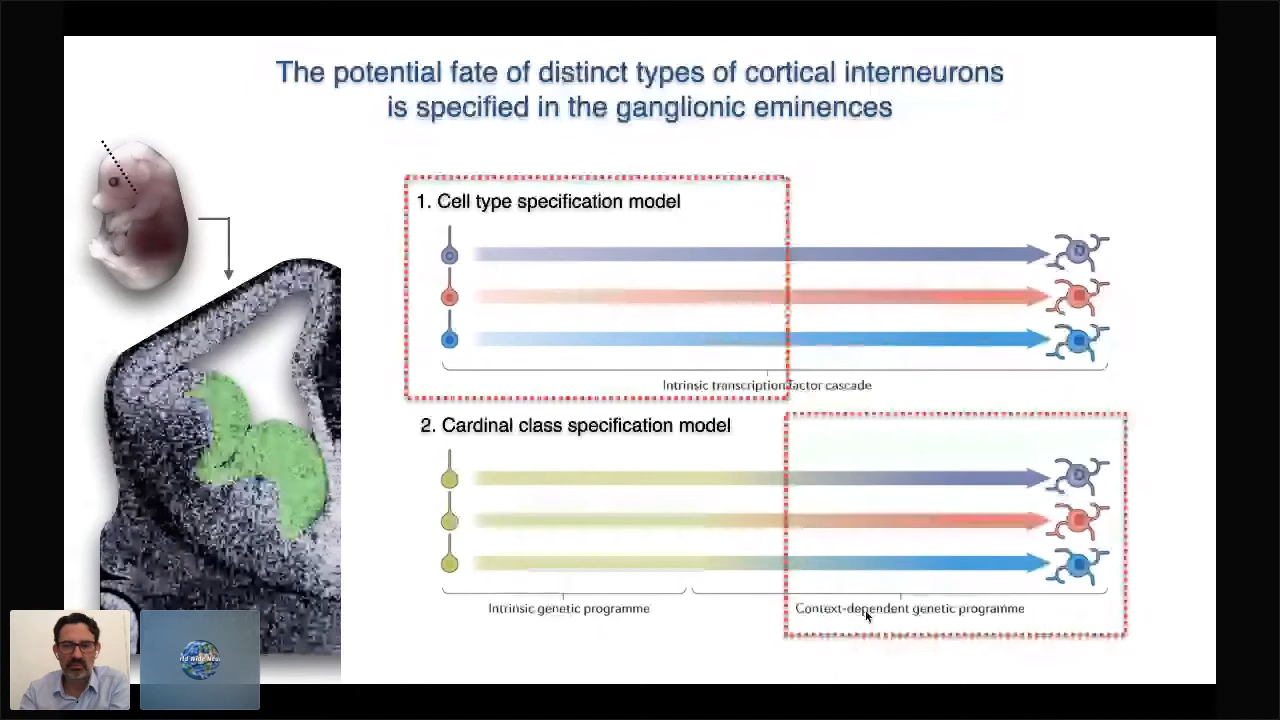 The potential fate of distinct types of cortical interneurons
is specified in the ganglionic eminences
1. Cell type specification model
Intrinsic transcription factor cascade
2. Cardinal class specification model
Intrinsic genetic programme
Context-dependent genetic programme